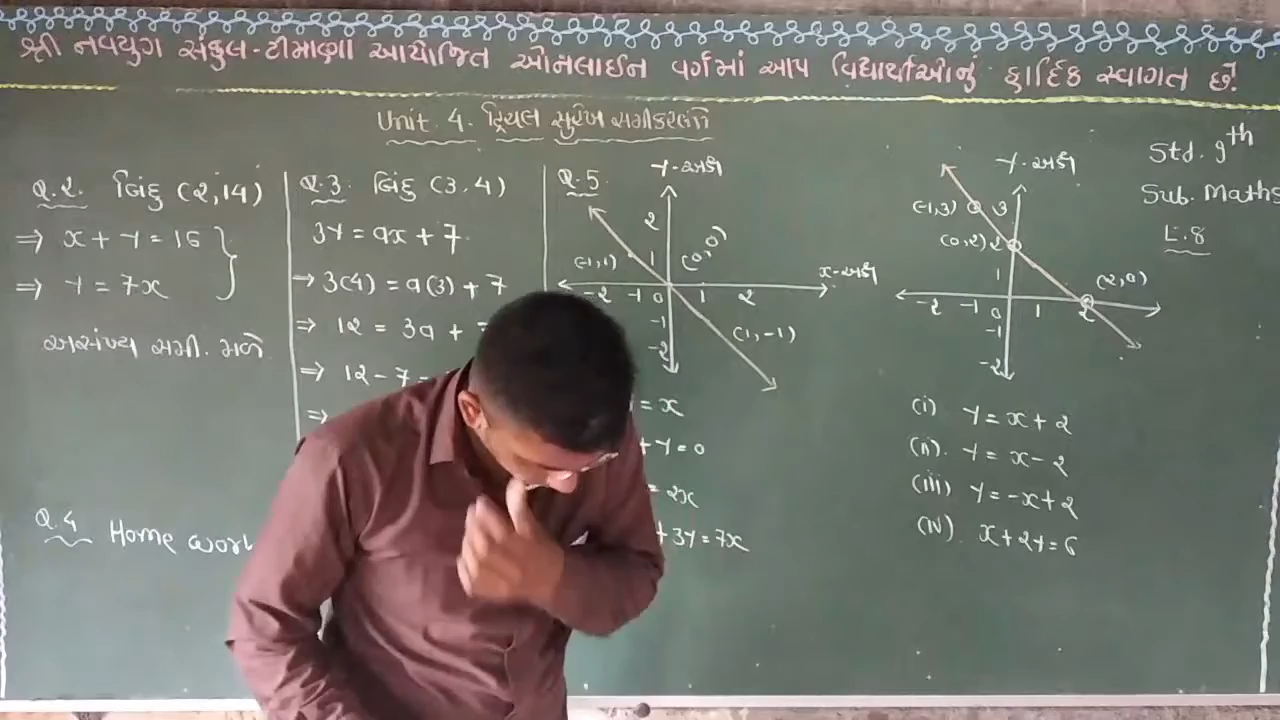 શ્રી નવયુગ સંકુલ-ટીમાણા આયોજિત ઓનલાઈન વર્ગમાં આપ વિદ્યાર્થીઓનું હાર્દિક સ્વાગત છે.
Unit 4. દ્વિચલ સુરેખ સમીકરણો
Std. 9th
Sub. Maths
L.8
Q.2. બિંદુ (2,14)
⇒ x + y = 16
⇒ y = 7x
અસંખ્ય સમી. મળે
Q.4 Home work
Q.3 બિંદુ (3,4)
3y = ax + 7
→ 3(4) = a(3) + 7
⇒ 12 = 3a +
⇒ 12 - 7
⇒
Q.5
y-અક્ષ
2
(-1,1) 1 (0,0)
x-અક્ષ
-2 -1 0 1 2
-1 (1,-1)
-2
= x
+ y = 0
= 2x
+ 3y = 7x
y-અક્ષ
(-1,3) 3
(0,2) 2
1 (2,0)
-2 -1 0 1 2
-1
-2
(i) y = x + 2
(ii). y = x - 2
(iii) y = -x + 2
(iv). x + 2y = 6